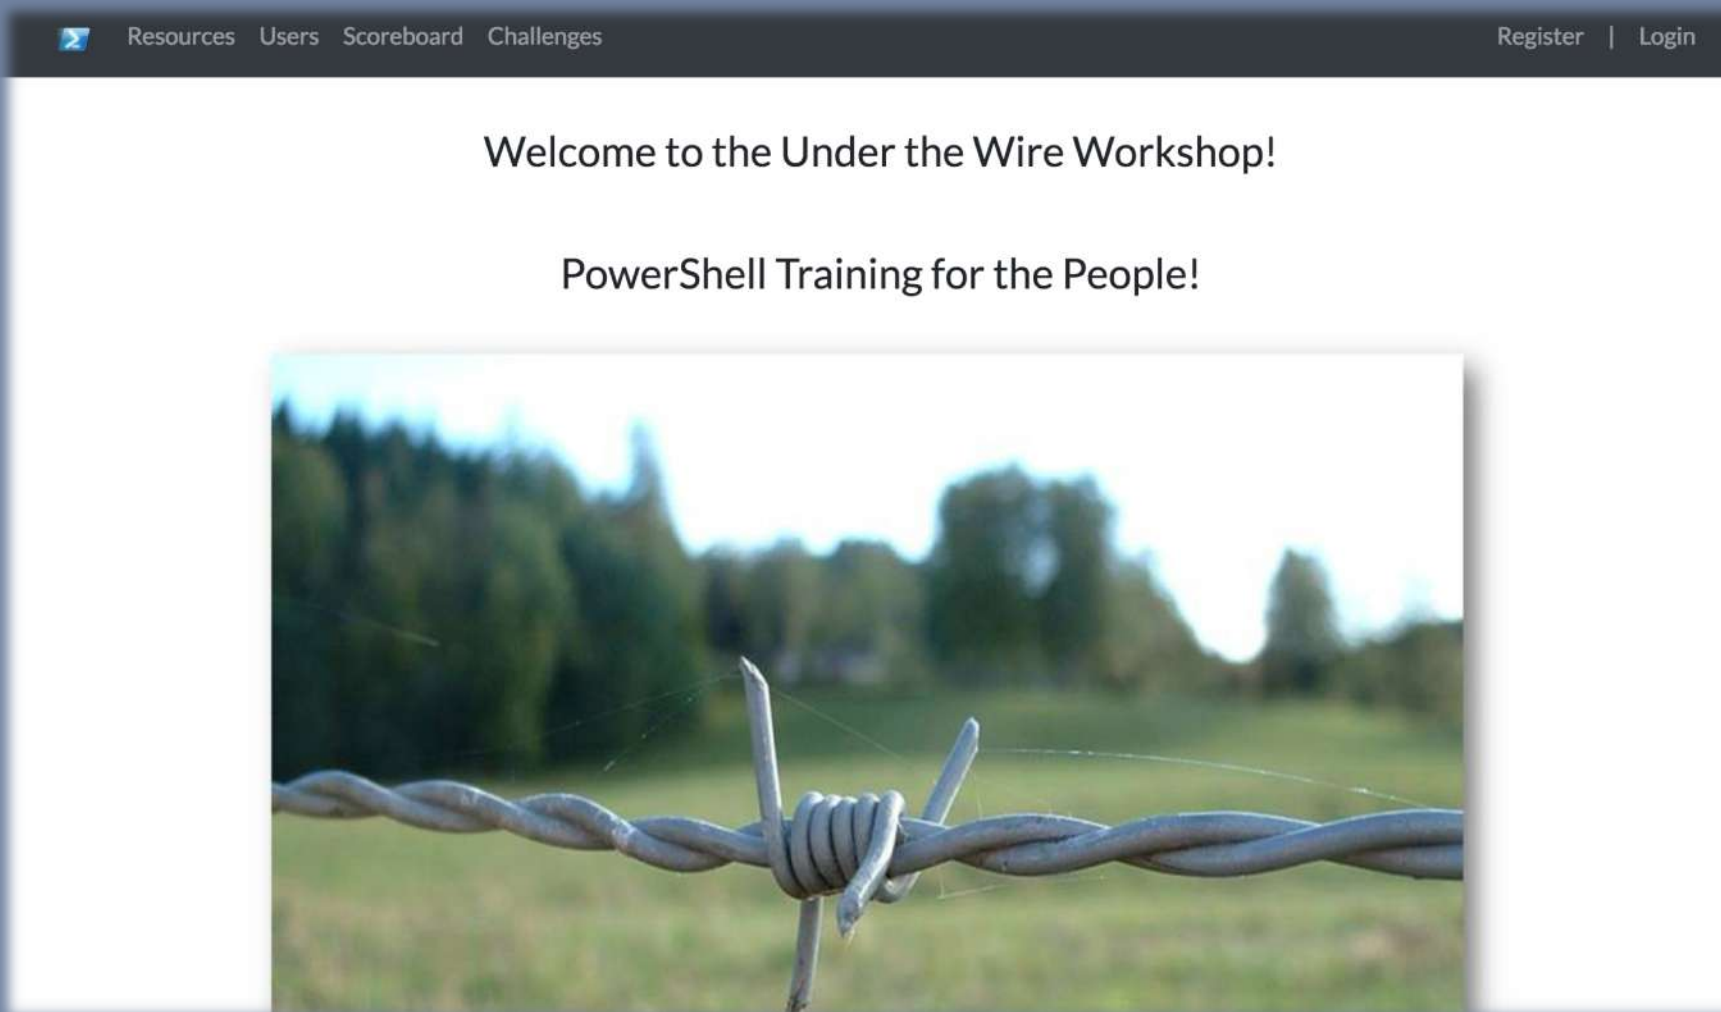 Resources Users Scoreboard Challenges Register | Login
Welcome to the Under the Wire Workshop!
PowerShell Training for the People!